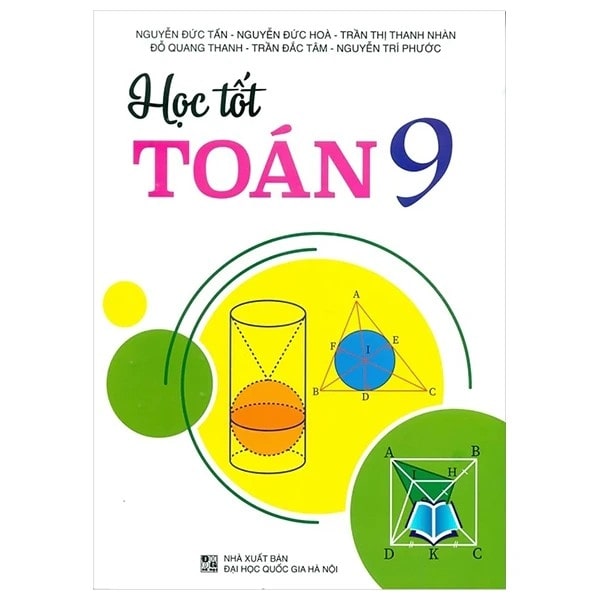 NGUYỄN ĐỨC TẤN - NGUYỄN ĐỨC HOÀ - TRẦN THỊ THANH NHÀN
ĐỖ QUANG THANH - TRẦN ĐẮC TÂM - NGUYỄN TRÍ PHƯỚC
Học tốt
TOÁN 9
A
F
E
I
B
D
C
A
B
I
H
D
K
C
NHÀ XUẤT BẢN
ĐẠI HỌC QUỐC GIA HÀ NỘI